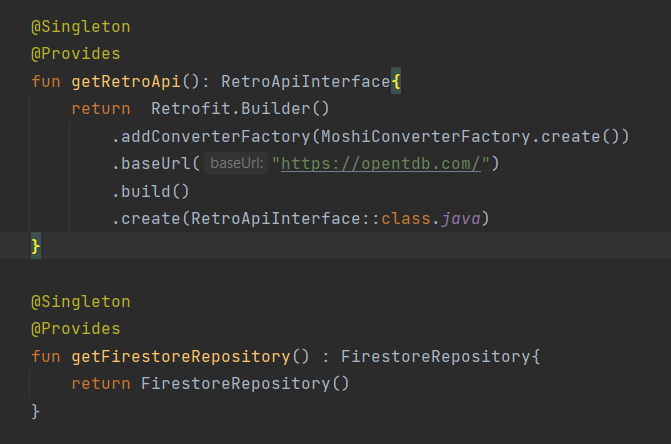 @Singleton
@Provides
fun getRetroApi(): RetroApiInterface{
return  Retrofit.Builder()
.addConverterFactory(MoshiConverterFactory.create())
.baseUrl( baseUrl: "https://opentdb.com/")
.build()
.create(RetroApiInterface::class.java)
}
@Singleton
@Provides
fun getFirestoreRepository() : FirestoreRepository{
return FirestoreRepository()
}